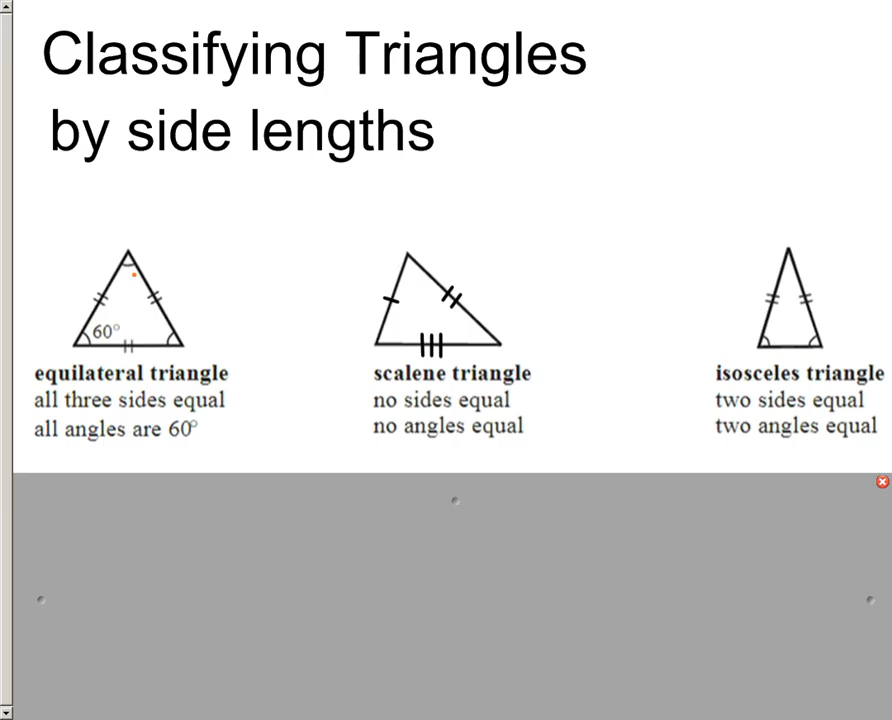 Classifying Triangles
by side lengths
60°
equilateral triangle
all three sides equal
all angles are 60°
scalene triangle
no sides equal
no angles equal
isosceles triangle
two sides equal
two angles equal